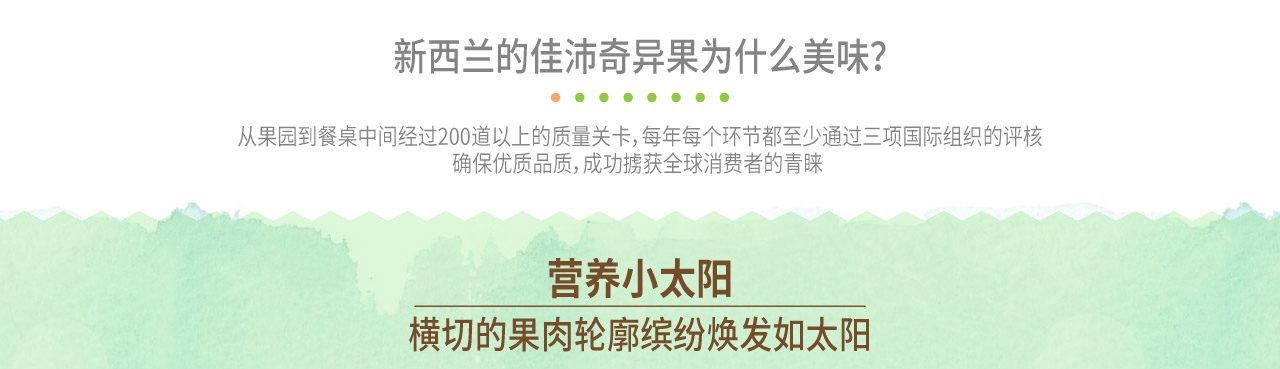 新西兰的佳沛奇异果为什么美味?
从果园到餐桌中间经过200道以上的质量关卡,每年每个环节都至少通过三项国际组织的评核
确保优质品质,成功掳获全球消费者的青睐
营养小太阳
横切的果肉轮廓缤纷焕发如太阳